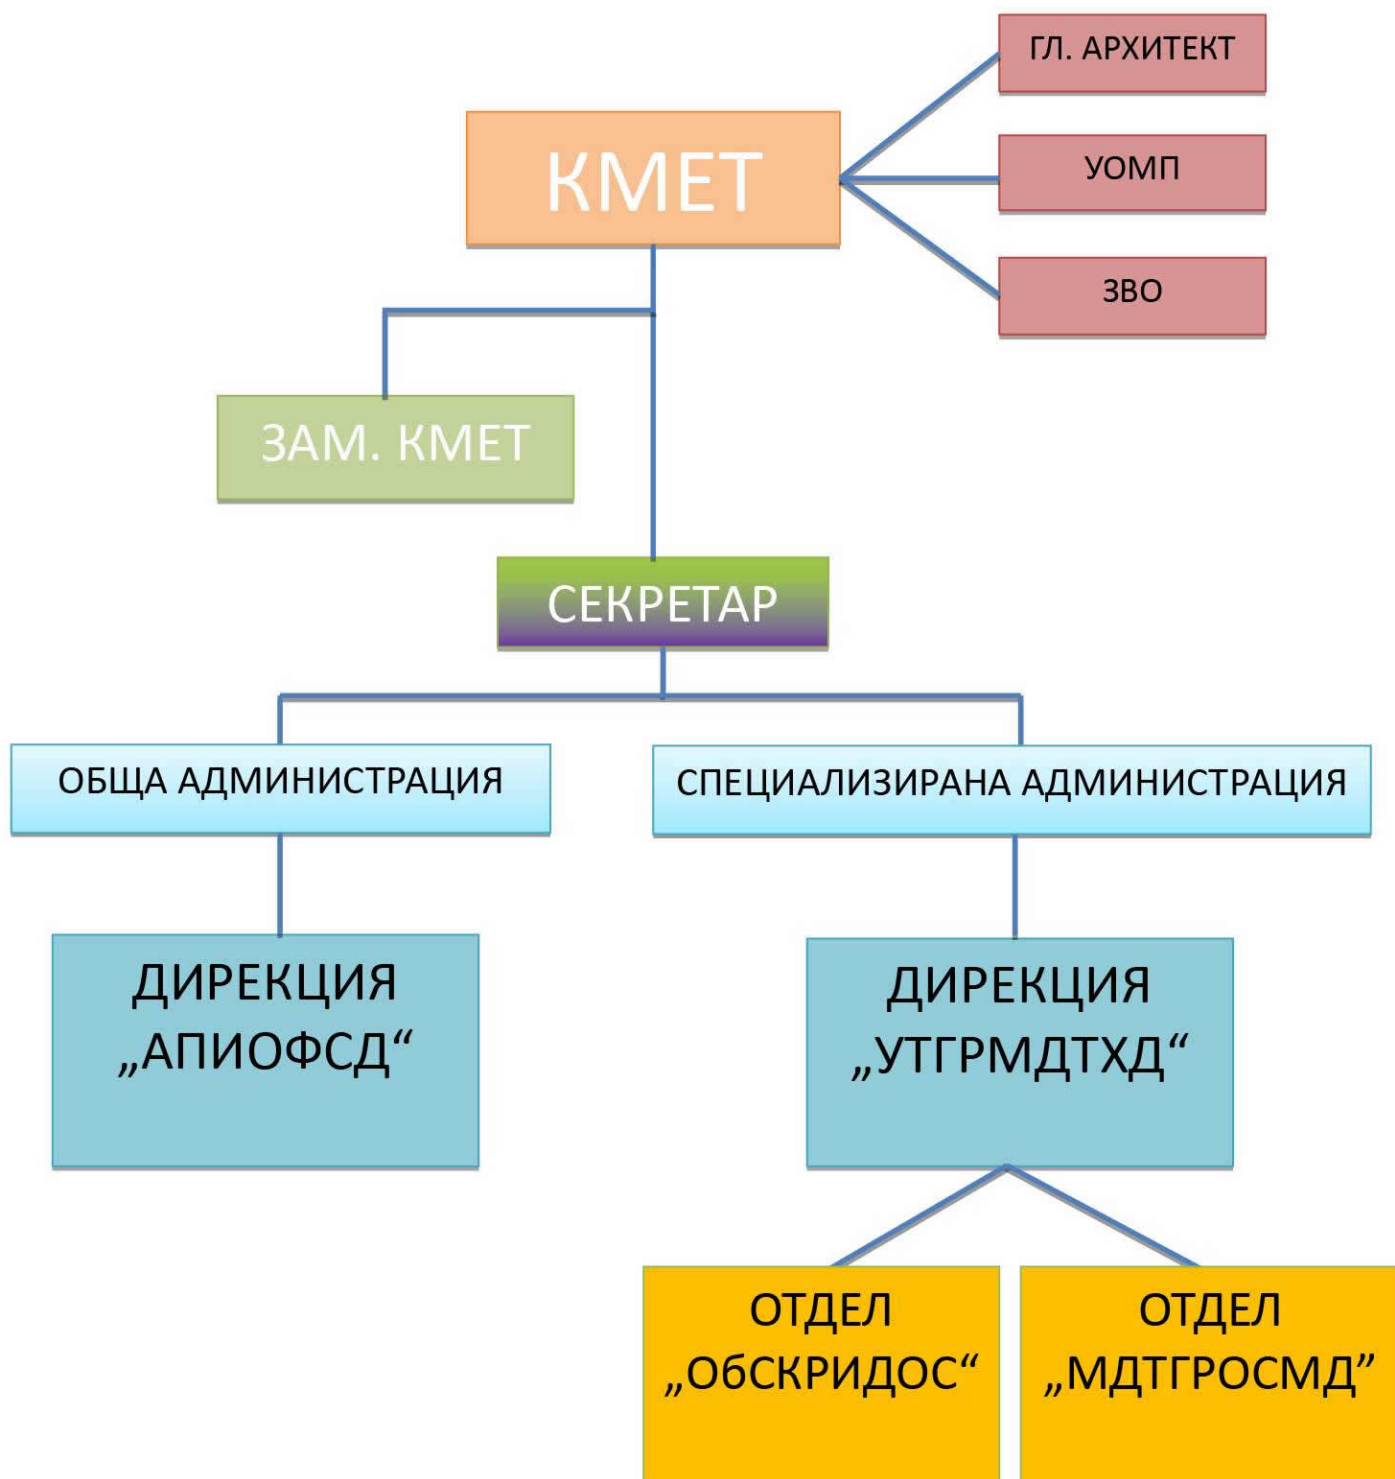 ГЛ. АРХИТЕКТ
КМЕТ
УОМП
ЗВО
ЗАМ. КМЕТ
СЕКРЕТАР
ОБЩА АДМИНИСТРАЦИЯ
СПЕЦИАЛИЗИРАНА АДМИНИСТРАЦИЯ
ДИРЕКЦИЯ
„АПИОФСД“
ДИРЕКЦИЯ
„УТГРМДТХД“
ОТДЕЛ
„ОбСКРИДОС“
ОТДЕЛ
„МДТГРОСМД”